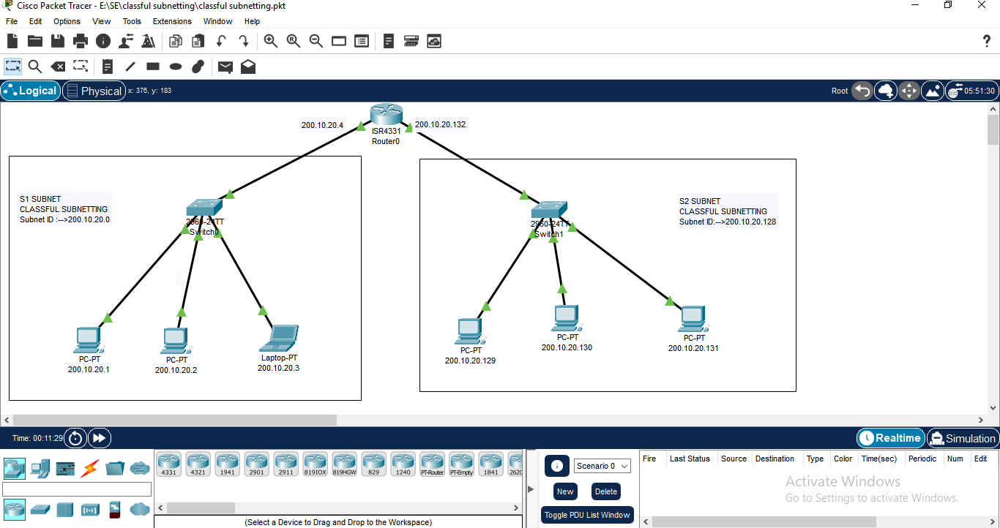 Cisco Packet Tracer - E:\SE\classful subnetting\classful subnetting.pkt
File Edit Options View Tools Extensions Window Help
Logical Physical x: 376, y: 183 Root 05:51:30
200.10.20.4
200.10.20.132
ISR4331
Router0
S1 SUBNET
CLASSFUL SUBNETTING
Subnet ID :-->200.10.20.0
S2 SUBNET
CLASSFUL SUBNETTING
Subnet ID:-->200.10.20.128
2960-24TT
Switch0
2960-24TT
Switch1
PC-PT
200.10.20.1
PC-PT
200.10.20.2
Laptop-PT
200.10.20.3
PC-PT
200.10.20.129
PC-PT
200.10.20.130
PC-PT
200.10.20.131
Time: 00:11:29 Realtime Simulation
4331 4321 1941 2901 2911 819IOX 819HGW 829 1240 PT-Router PT-Empty 1841 2620
(Select a Device to Drag and Drop to the Workspace)
Scenario 0
New Delete
Toggle PDU List Window
Fire Last Status Source Destination Type Color Time(sec) Periodic Num Edit
Activate Windows
Go to Settings to activate Windows.